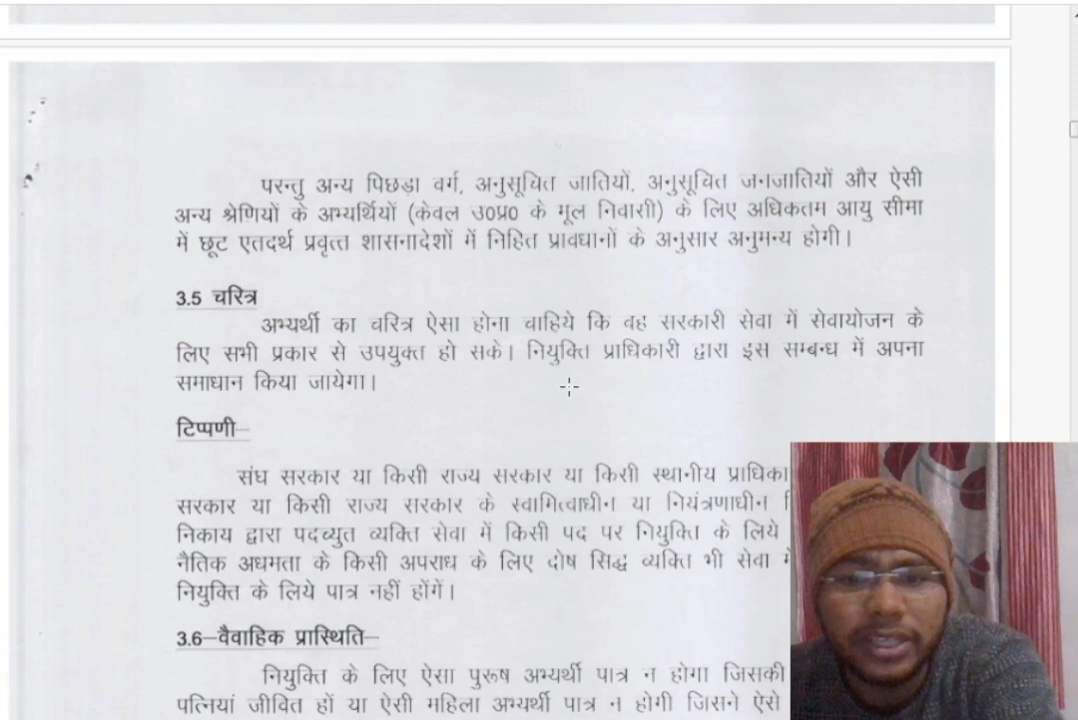 परन्तु अन्य पिछड़ा वर्ग, अनुसूचित जातियों, अनुसूचित जनजातियों और ऐसी
अन्य श्रेणियों के अभ्यर्थियों (केवल उ०प्र० के मूल निवासी) के लिए अधिकतम आयु सीमा
में छूट एतदर्थ प्रवृत्त शासनादेशों में निहित प्रावधानों के अनुसार अनुमन्य होगी।
3.5 चरित्र
अभ्यर्थी का चरित्र ऐसा होना चाहिये कि वह सरकारी सेवा में सेवायोजन के
लिए सभी प्रकार से उपयुक्त हो सके। नियुक्ति प्राधिकारी द्वारा इस सम्बन्ध में अपना
समाधान किया जायेगा।
टिप्पणी–
संघ सरकार या किसी राज्य सरकार या किसी स्थानीय प्राधिका
सरकार या किसी राज्य सरकार के स्वामित्वाधीन या नियंत्रणाधीन
निकाय द्वारा पदच्युत व्यक्ति सेवा में किसी पद पर नियुक्ति के लिये
नैतिक अधमता के किसी अपराध के लिए दोष सिद्ध व्यक्ति भी सेवा
नियुक्ति के लिये पात्र नहीं होंगें।
3.6–वैवाहिक प्रास्थिति–
नियुक्ति के लिए ऐसा पुरूष अभ्यर्थी पात्र न होगा जिसकी
पत्नियां जीवित हों या ऐसी महिला अभ्यर्थी पात्र न होगी जिसने ऐसे